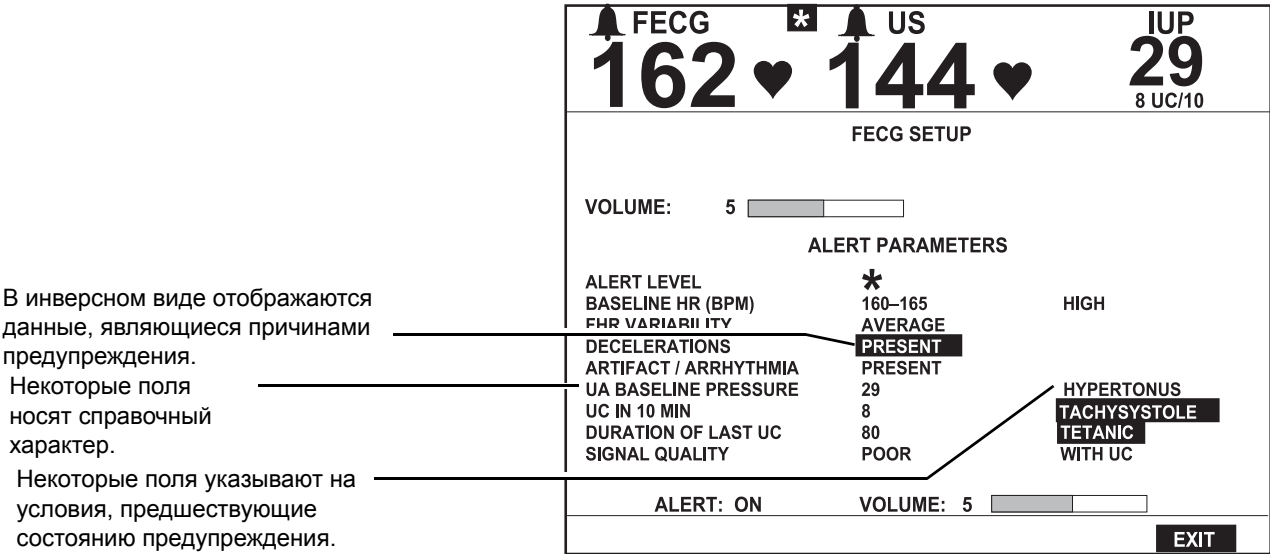 FECG * US IUP
162 144 29
8 UC/10
FECG SETUP
VOLUME: 5
ALERT PARAMETERS
ALERT LEVEL *
BASELINE HR (BPM) 160–165 HIGH
FHR VARIABILITY AVERAGE
DECELERATIONS PRESENT
ARTIFACT / ARRHYTHMIA PRESENT
UA BASELINE PRESSURE 29 HYPERTONUS
UC IN 10 MIN 8 TACHYSYSTOLE
DURATION OF LAST UC 80 TETANIC
SIGNAL QUALITY POOR WITH UC
ALERT: ON VOLUME: 5
EXIT
В инверсном виде отображаются
данные, являющиеся причинами
предупреждения.
Некоторые поля
носят справочный
характер.
Некоторые поля указывают на
условия, предшествующие
состоянию предупреждения.